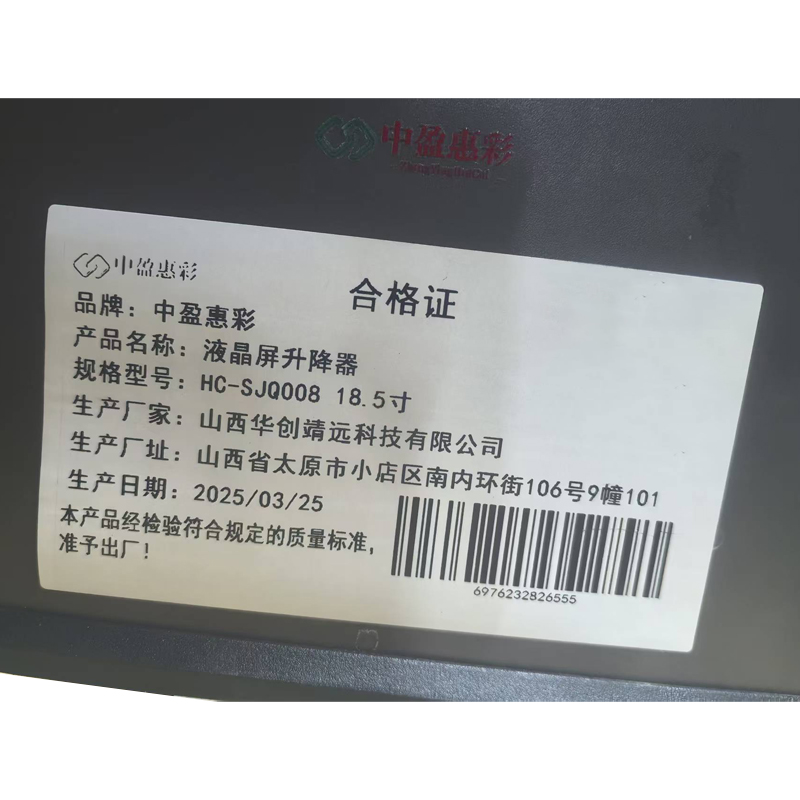 中盈惠彩
ZhongYingHuiCai
中盈惠彩
合格证
品牌：中盈惠彩
产品名称：液晶屏升降器
规格型号：HC-SJQ008 18.5寸
生产厂家：山西华创靖远科技有限公司
生产厂址：山西省太原市小店区南内环街106号9幢101
生产日期：2025/03/25
本产品经检验符合规定的质量标准，
准予出厂！
6976232826555